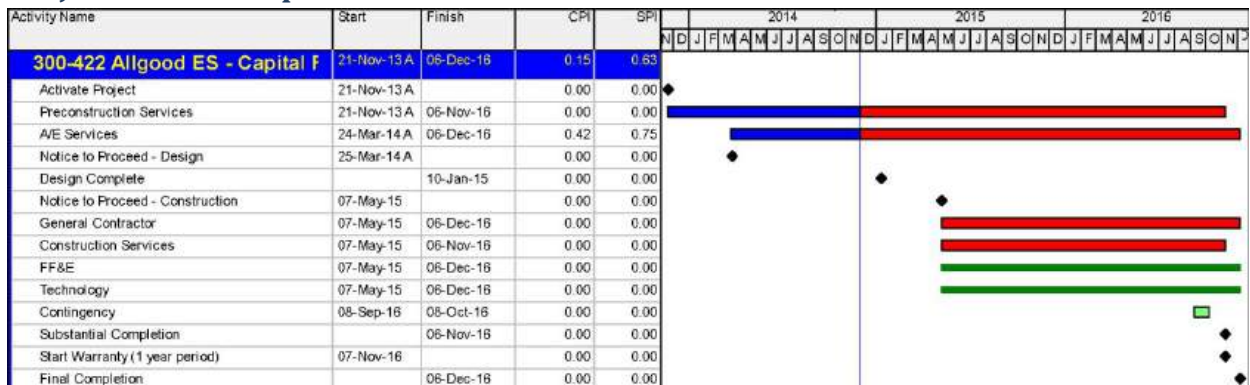 Activity Name Start Finish CPI SPI 2014 2015 2016
N D J F M A M J J A S O N D J F M A M J J A S O N D J F M A M J J A S O N D
300-422 Allgood ES - Capital F 21-Nov-13 A 06-Dec-16 0.15 0.63
Activate Project 21-Nov-13 A 0.00 0.00
Preconstruction Services 21-Nov-13 A 06-Nov-16 0.00 0.00
A/E Services 24-Mar-14 A 06-Dec-16 0.42 0.75
Notice to Proceed - Design 25-Mar-14 A 0.00 0.00
Design Complete 10-Jan-15 0.00 0.00
Notice to Proceed - Construction 07-May-15 0.00 0.00
General Contractor 07-May-15 06-Dec-16 0.00 0.00
Construction Services 07-May-15 06-Nov-16 0.00 0.00
FF&E 07-May-15 06-Dec-16 0.00 0.00
Technology 07-May-15 06-Dec-16 0.00 0.00
Contingency 08-Sep-16 08-Oct-16 0.00 0.00
Substantial Completion 06-Nov-16 0.00 0.00
Start Warranty (1 year period) 07-Nov-16 0.00 0.00
Final Completion 06-Dec-16 0.00 0.00